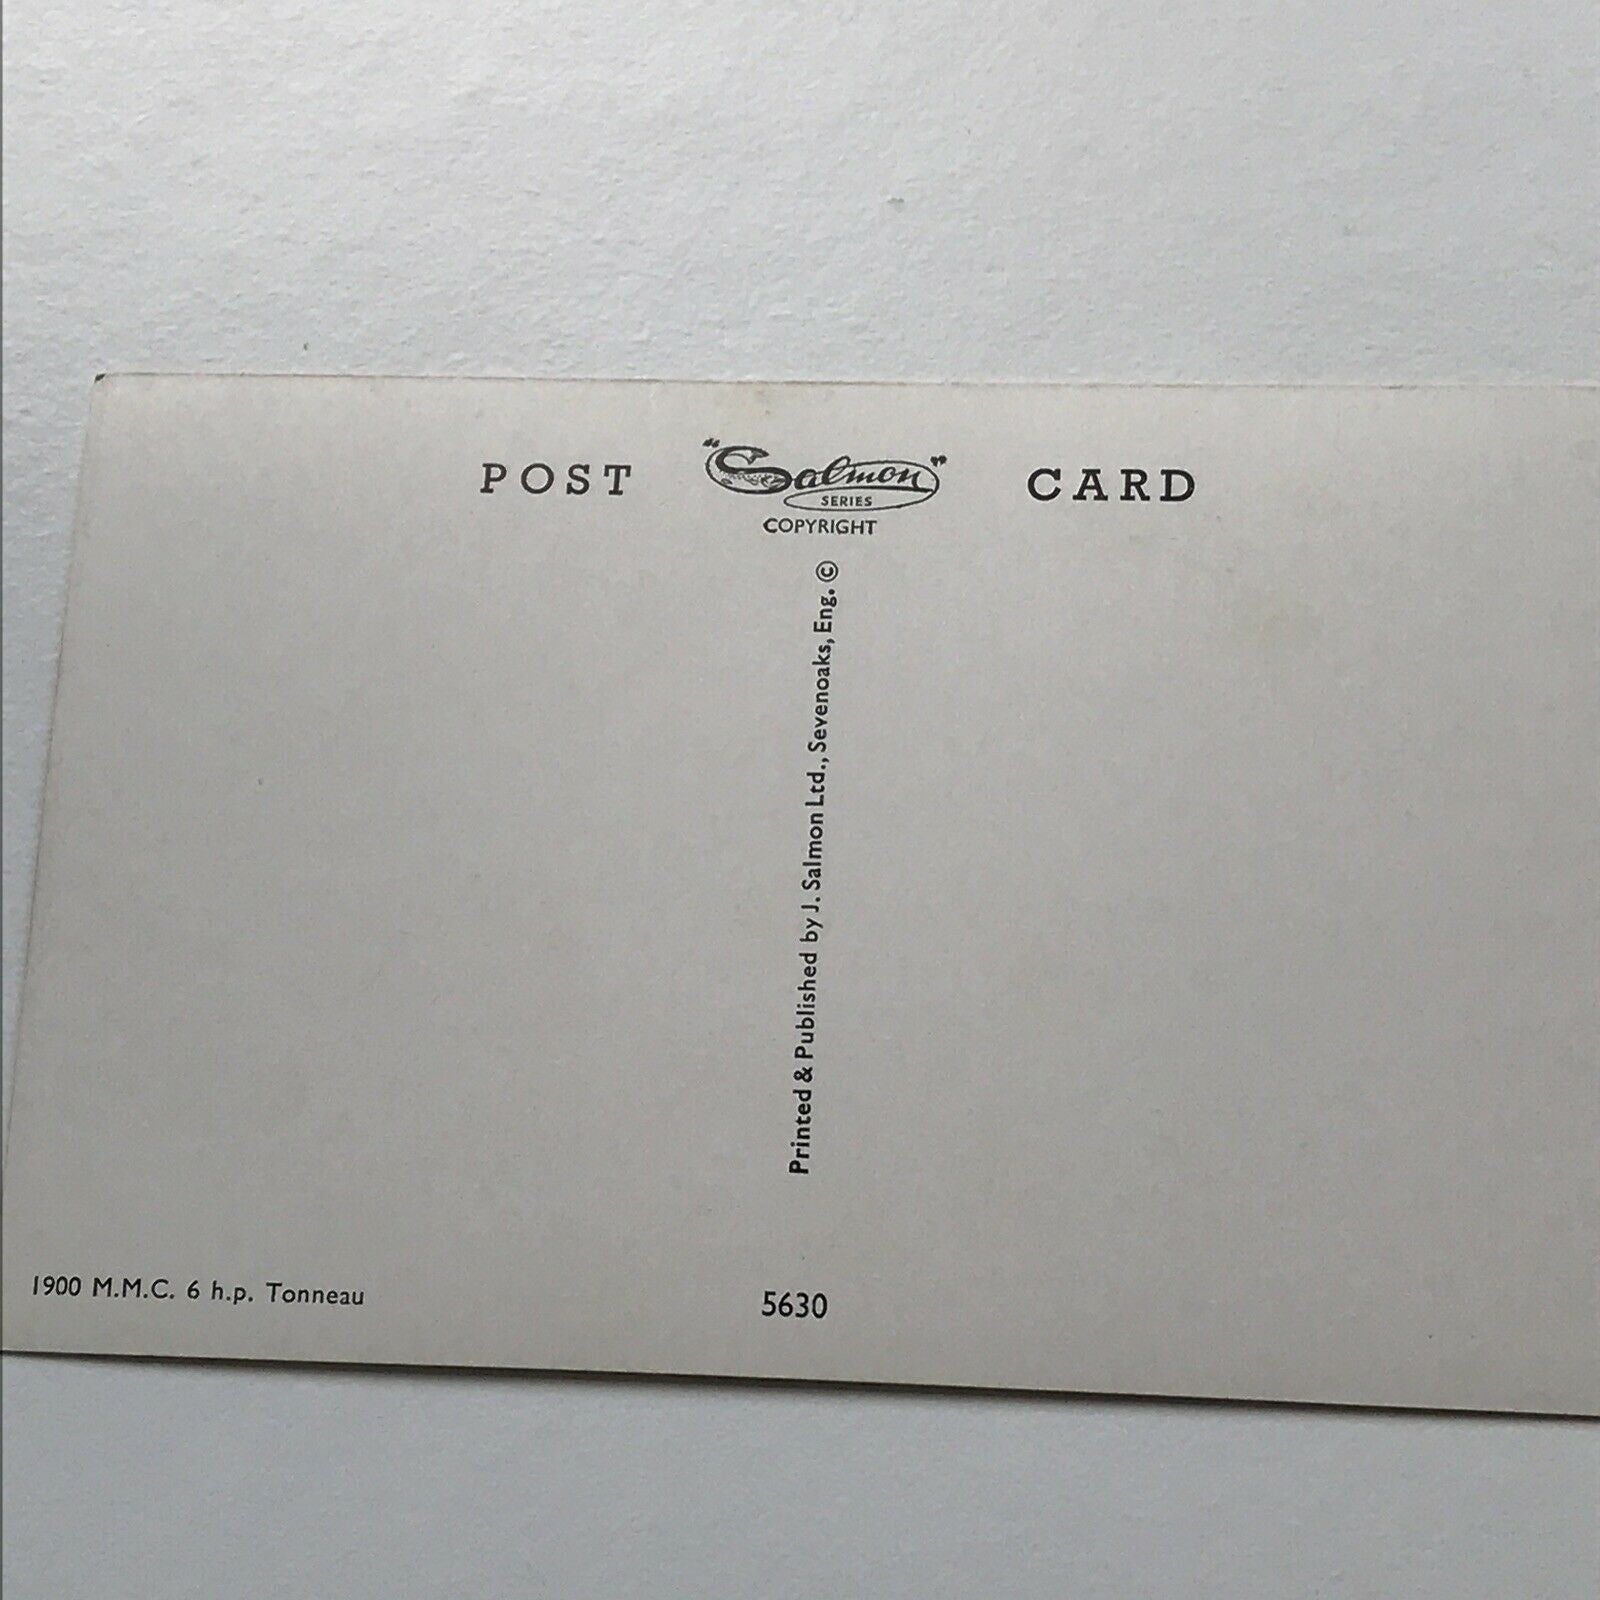 POST "Salmon" CARD
SERIES
COPYRIGHT
Printed & Published by J. Salmon Ltd., Sevenoaks, Eng. ©
1900 M.M.C. 6 h.p. Tonneau
5630